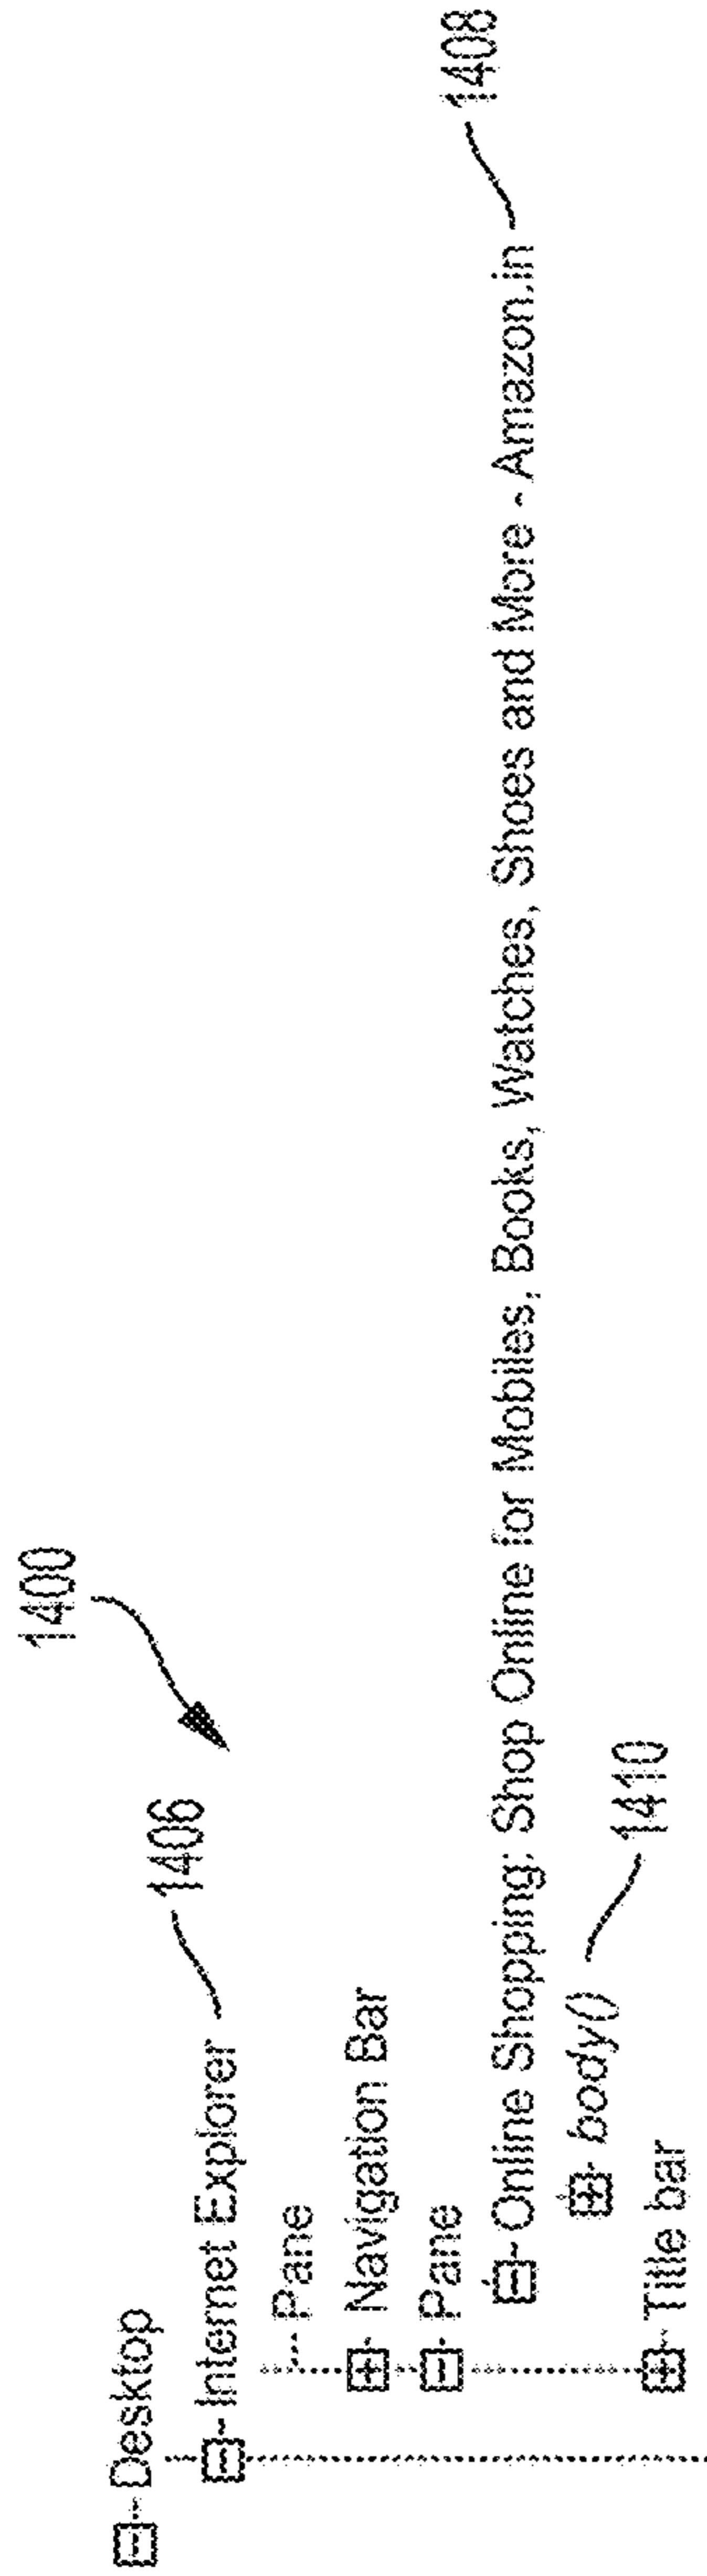 1400
Desktop
Internet Explorer 1406
Pane
Navigation Bar
Pane
Online Shopping: Shop Online for Mobiles, Books, Watches, Shoes and More - Amazon.in 1408
body() 1410
Title bar